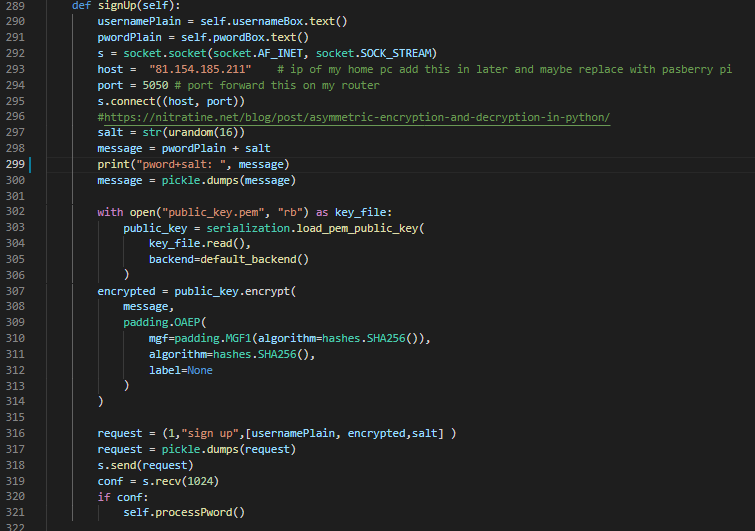 289 def signUp(self):
290 usernamePlain = self.usernameBox.text()
291 pwordPlain = self.pwordBox.text()
292 s = socket.socket(socket.AF_INET, socket.SOCK_STREAM)
293 host =  "81.154.185.211"    # ip of my home pc add this in later and maybe replace with pasberry pi
294 port = 5050 # port forward this on my router
295 s.connect((host, port))
296 #https://nitratine.net/blog/post/asymmetric-encryption-and-decryption-in-python/
297 salt = str(urandom(16))
298 message = pwordPlain + salt
299 print("pword+salt: ", message)
300 message = pickle.dumps(message)
301
302 with open("public_key.pem", "rb") as key_file:
303 public_key = serialization.load_pem_public_key(
304 key_file.read(),
305 backend=default_backend()
306 )
307 encrypted = public_key.encrypt(
308 message,
309 padding.OAEP(
310 mgf=padding.MGF1(algorithm=hashes.SHA256()),
311 algorithm=hashes.SHA256(),
312 label=None
313 )
314 )
315
316 request = (1,"sign up",[usernamePlain, encrypted,salt] )
317 request = pickle.dumps(request)
318 s.send(request)
319 conf = s.recv(1024)
320 if conf:
321 self.processPword()
322